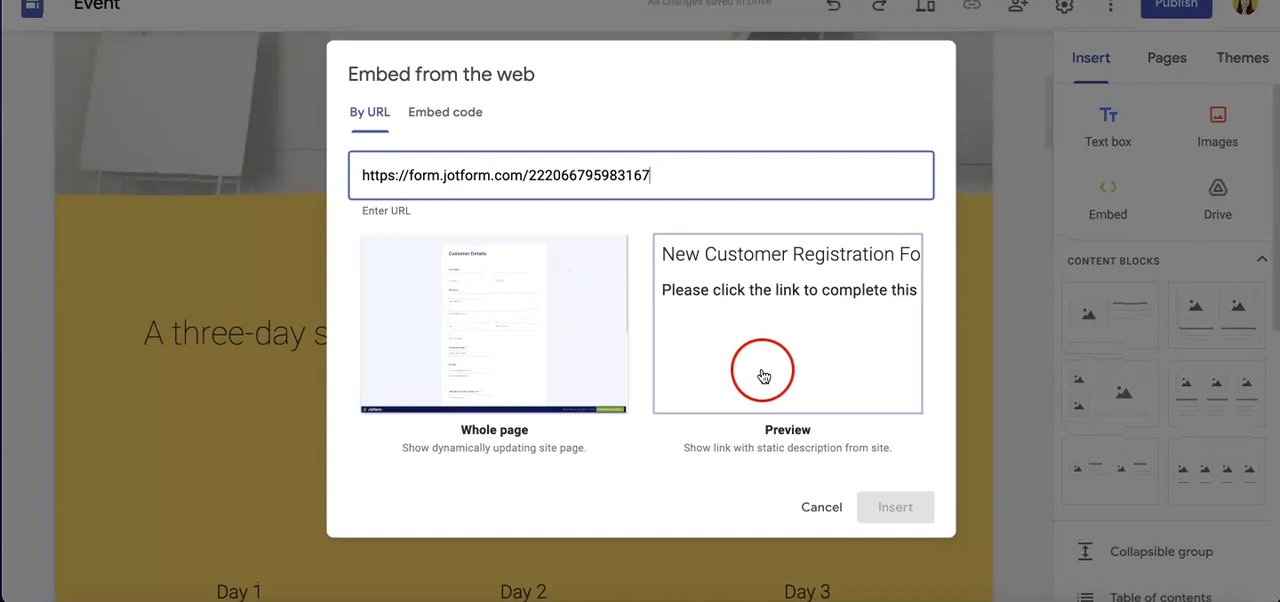 Event
All changes saved in Drive
Publish
Embed from the web
By URL
Embed code
https://form.jotform.com/222066795983167
Enter URL
Customer Details:
Jotform
New Customer Registration Fo
Please click the link to complete this
Whole page
Show dynamically updating site page.
Preview
Show link with static description from site.
Cancel
Insert
A three-day s
Day 1
Day 2
Day 3
Insert
Pages
Themes
Text box
Images
Embed
Drive
CONTENT BLOCKS
Collapsible group
Table of contents